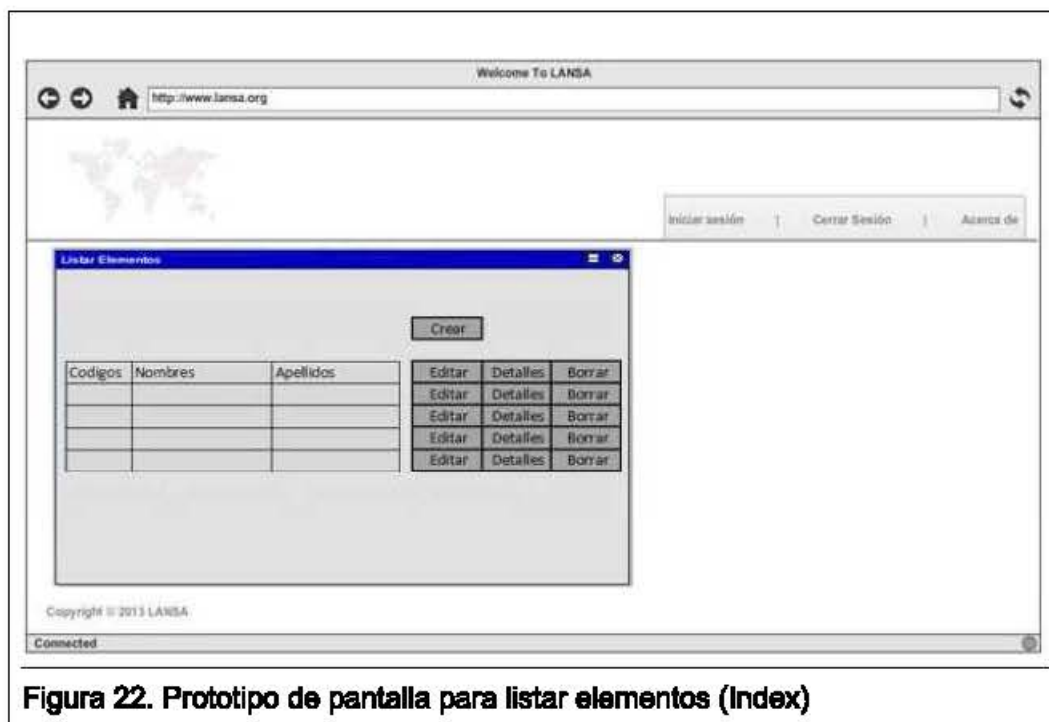 Welcome To LANSA
http://www.lansa.org
Iniciar sesión | Cerrar Sesión | Acerca de
Listar Elementos
Crear
Codigos Nombres Apellidos Editar Detalles Borrar
Editar Detalles Borrar
Editar Detalles Borrar
Editar Detalles Borrar
Editar Detalles Borrar
Copyright © 2013 LANSA
Connected
Figura 22. Prototipo de pantalla para listar elementos (Index)